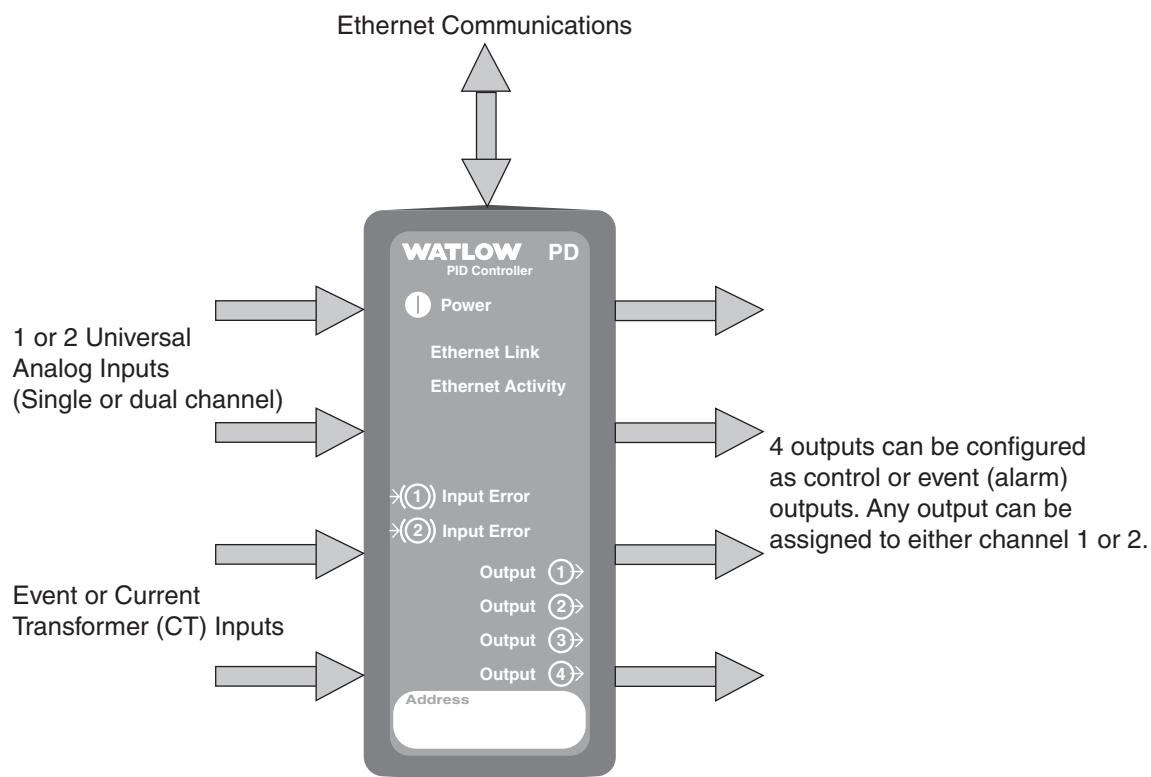 Ethernet Communications
WATLOW PD
PID Controller
Power
Ethernet Link
Ethernet Activity
1 or 2 Universal
Analog Inputs
(Single or dual channel)
4 outputs can be configured
as control or event (alarm)
outputs. Any output can be
assigned to either channel 1 or 2.
1 Input Error
2 Input Error
Event or Current
Transformer (CT) Inputs
Output 1
Output 2
Output 3
Output 4
Address